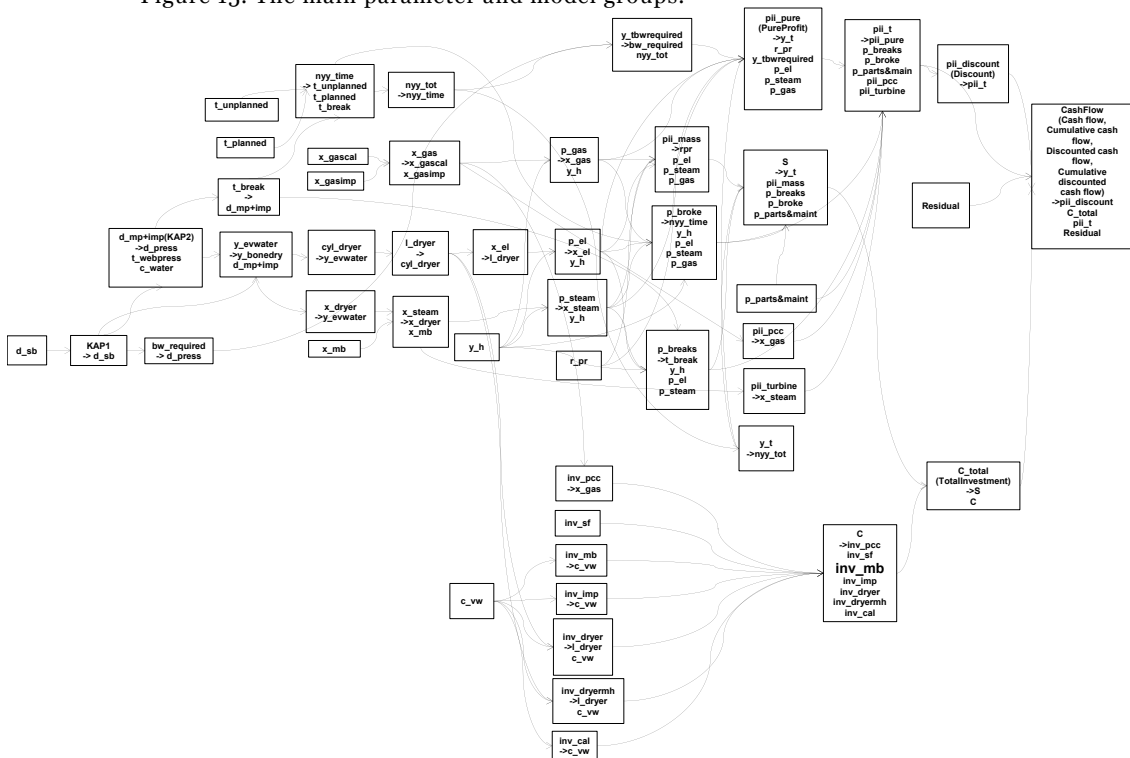 Figure 15. The main parameter and model groups.
y_tbwrequired
->bw_required
nyy_tot
pii_pure
(PureProfit)
->y_t
r_pr
y_tbwrequired
p_el
p_steam
p_gas
pii_t
->pii_pure
p_breaks
p_broke
p_parts&main
pii_pcc
pii_turbine
pii_discount
(Discount)
->pii_t
CashFlow
(Cash flow,
Cumulative cash
flow,
Discounted cash
flow,
Cumulative
discounted
cash flow)
->pii_discount
C_total
pii_t
Residual
nyy_time
-> t_unplanned
t_planned
t_break
nyy_tot
->nyy_time
t_unplanned
t_planned
x_gascal
x_gasimp
x_gas
->x_gascal
x_gasimp
p_gas
->x_gas
y_h
pii_mass
->rpr
p_el
p_steam
p_gas
S
->y_t
pii_mass
p_breaks
p_broke
p_parts&maint
Residual
t_break
->
d_mp+imp
d_mp+imp(KAP2)
->d_press
t_webpress
c_water
y_evwater
->y_bonedry
d_mp+imp
cyl_dryer
->y_evwater
l_dryer
->
cyl_dryer
x_el
->l_dryer
p_el
->x_el
y_h
p_broke
->nyy_time
y_h
p_el
p_steam
p_gas
x_dryer
->y_evwater
x_steam
->x_dryer
x_mb
p_steam
->x_steam
y_h
p_parts&maint
d_sb
KAP1
-> d_sb
bw_required
-> d_press
x_mb
y_h
r_pr
p_breaks
->t_break
y_h
p_el
p_steam
pii_pcc
->x_gas
pii_turbine
->x_steam
y_t
->nyy_tot
inv_pcc
->x_gas
C_total
(TotalInvestment)
->S
C
inv_sf
inv_mb
->c_vw
C
->inv_pcc
inv_sf
inv_mb
inv_imp
inv_dryer
inv_dryermh
inv_cal
c_vw
inv_imp
->c_vw
inv_dryer
->l_dryer
c_vw
inv_dryermh
->l_dryer
c_vw
inv_cal
->c_vw